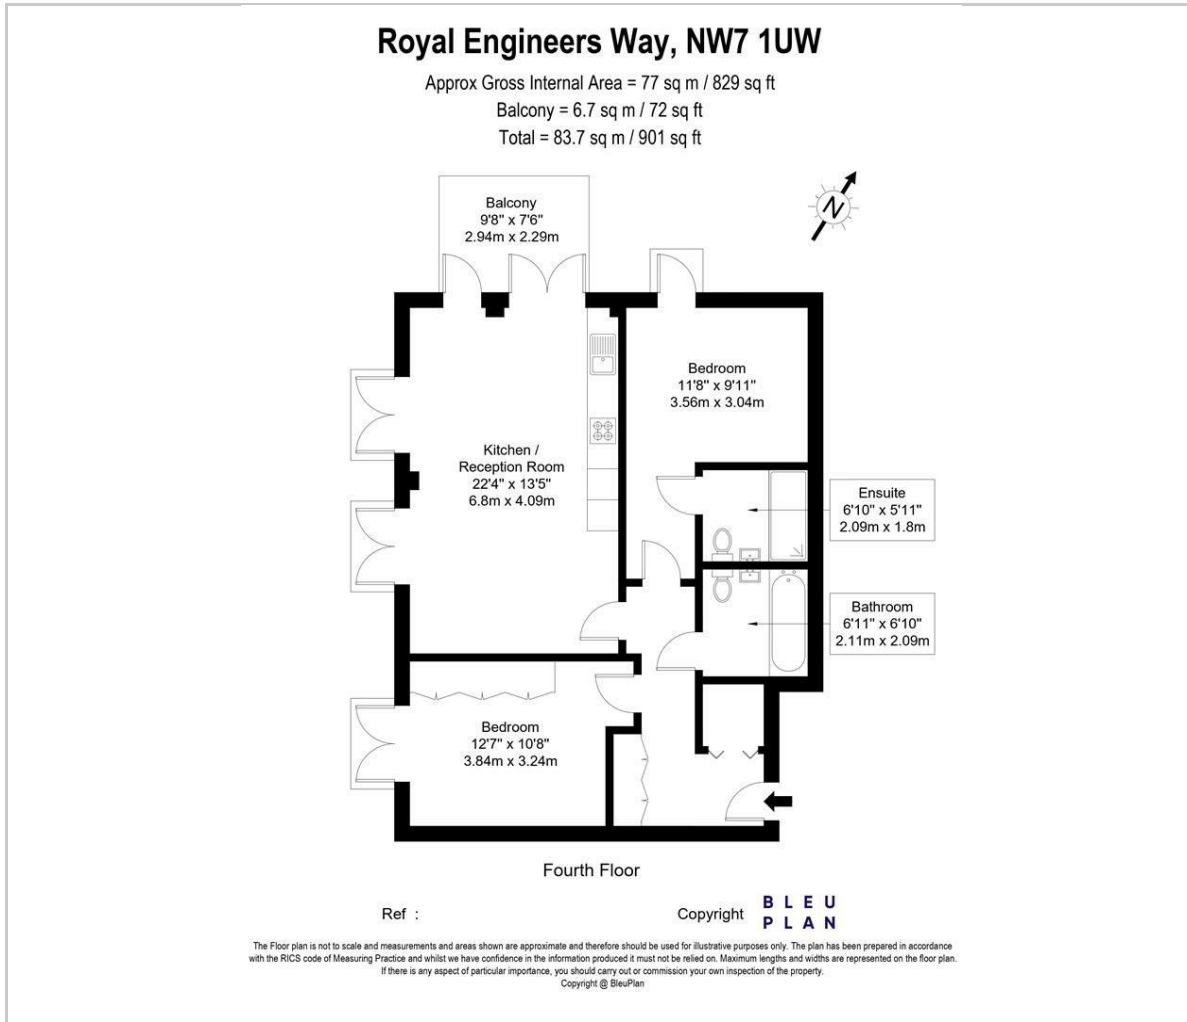 Royal Engineers Way, NW7 1UW
Approx Gross Internal Area = 77 sq m / 829 sq ft
Balcony = 6.7 sq m / 72 sq ft
Total = 83.7 sq m / 901 sq ft
N
Balcony
9'8" x 7'6"
2.94m x 2.29m
Bedroom
11'8" x 9'11"
3.56m x 3.04m
Kitchen /
Reception Room
22'4" x 13'5"
6.8m x 4.09m
Ensuite
6'10" x 5'11"
2.09m x 1.8m
Bathroom
6'11" x 6'10"
2.11m x 2.09m
Bedroom
12'7" x 10'8"
3.84m x 3.24m
Fourth Floor
Ref :
Copyright
BLEU
PLAN
The Floor plan is not to scale and measurements and areas shown are approximate and therefore should be used for illustrative purposes only. The plan has been prepared in accordance
with the RICS code of Measuring Practice and whilst we have confidence in the information produced it must not be relied on. Maximum lengths and widths are represented on the floor plan.
If there is any aspect of particular importance, you should carry out or commission your own inspection of the property.
Copyright @ BleuPlan